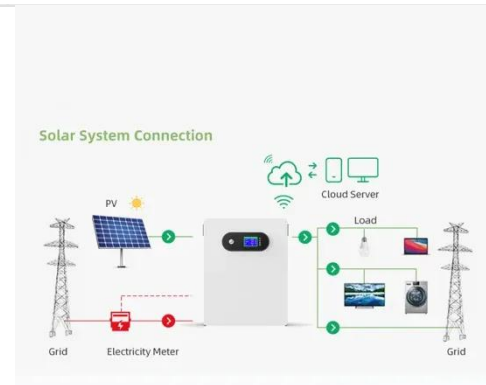 Solar System Connection
Cloud Server
PV
Load
Grid
Electricity Meter
Grid